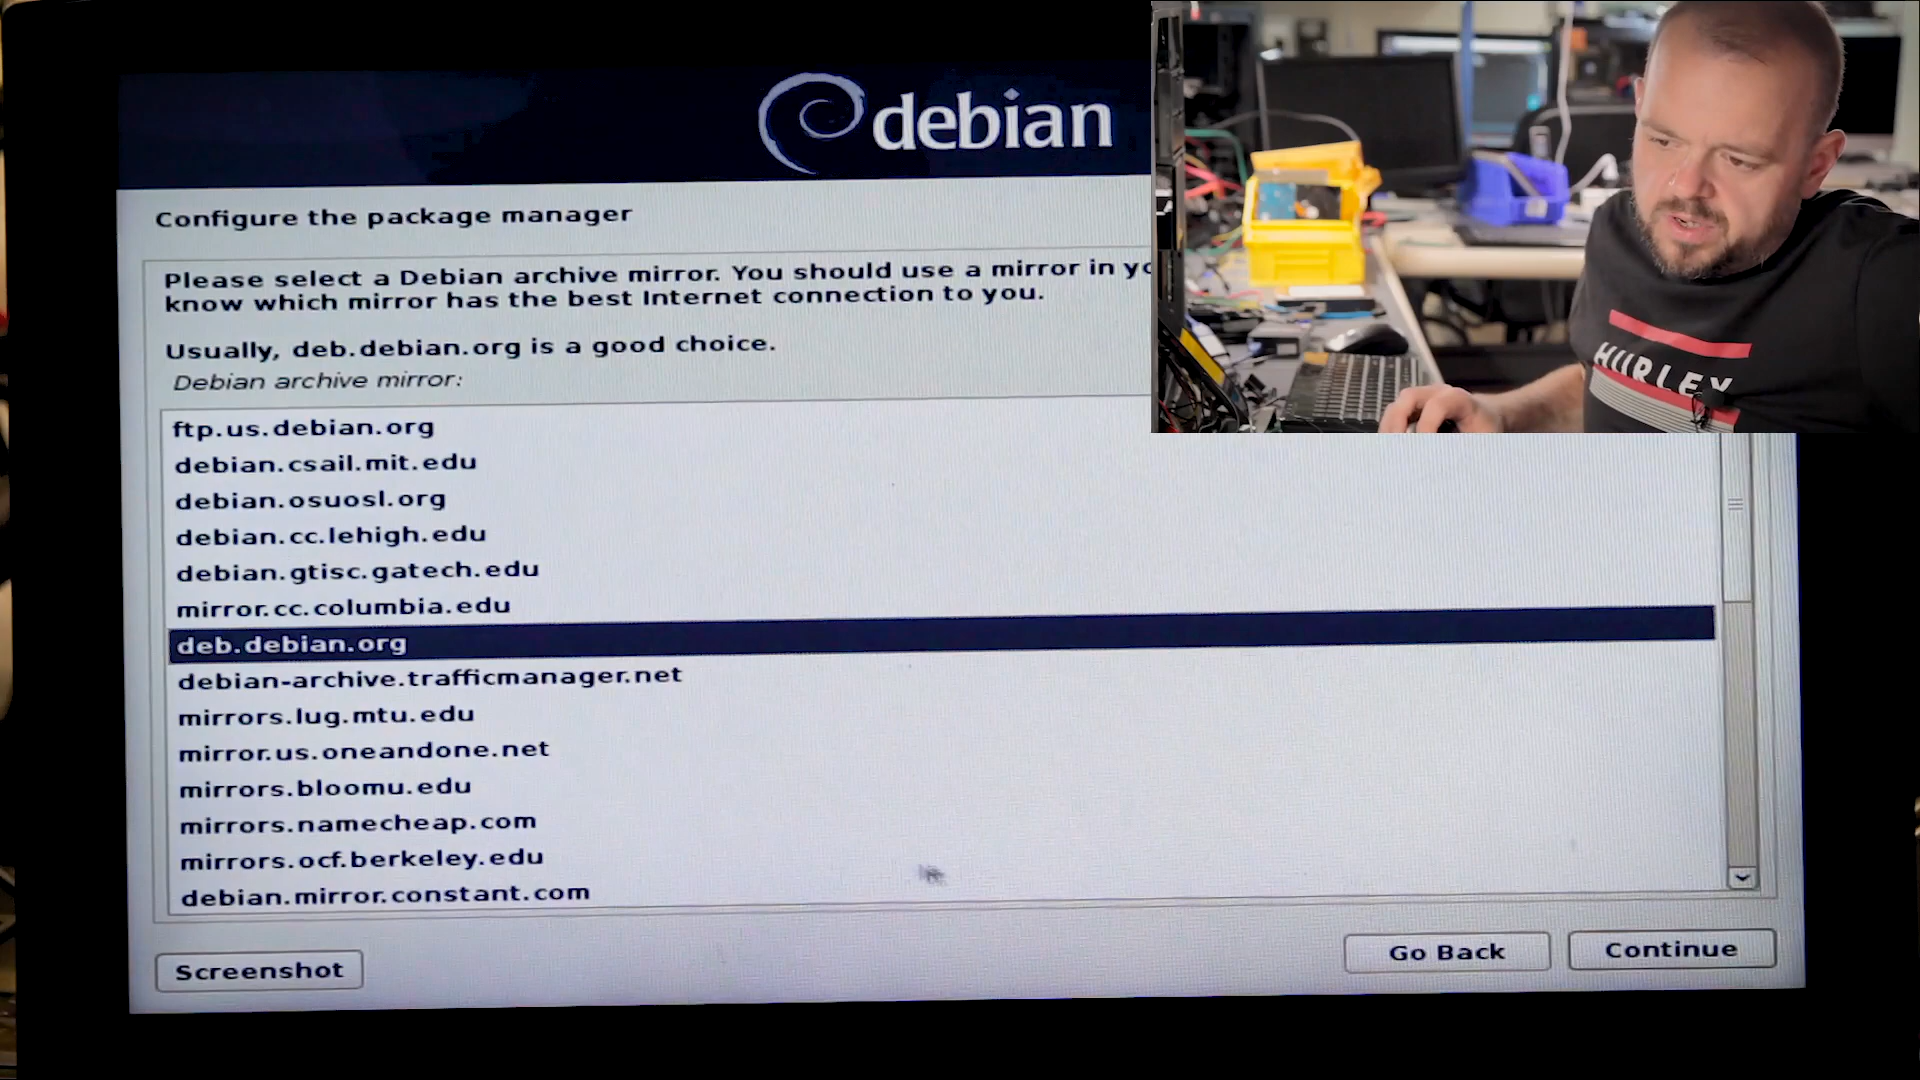 debian
Configure the package manager
Please select a Debian archive mirror. You should use a mirror in
know which mirror has the best Internet connection to you.
Usually, deb.debian.org is a good choice.
Debian archive mirror:
ftp.us.debian.org
debian.csail.mit.edu
debian.osuosl.org
debian.cc.lehigh.edu
debian.gtisc.gatech.edu
mirror.cc.columbia.edu
deb.debian.org
debian-archive.trafficmanager.net
mirrors.lug.mtu.edu
mirror.us.oneandone.net
mirrors.bloomu.edu
mirrors.namecheap.com
mirrors.ocf.berkeley.edu
debian.mirror.constant.com
Screenshot
Go Back
Continue
HURLEY